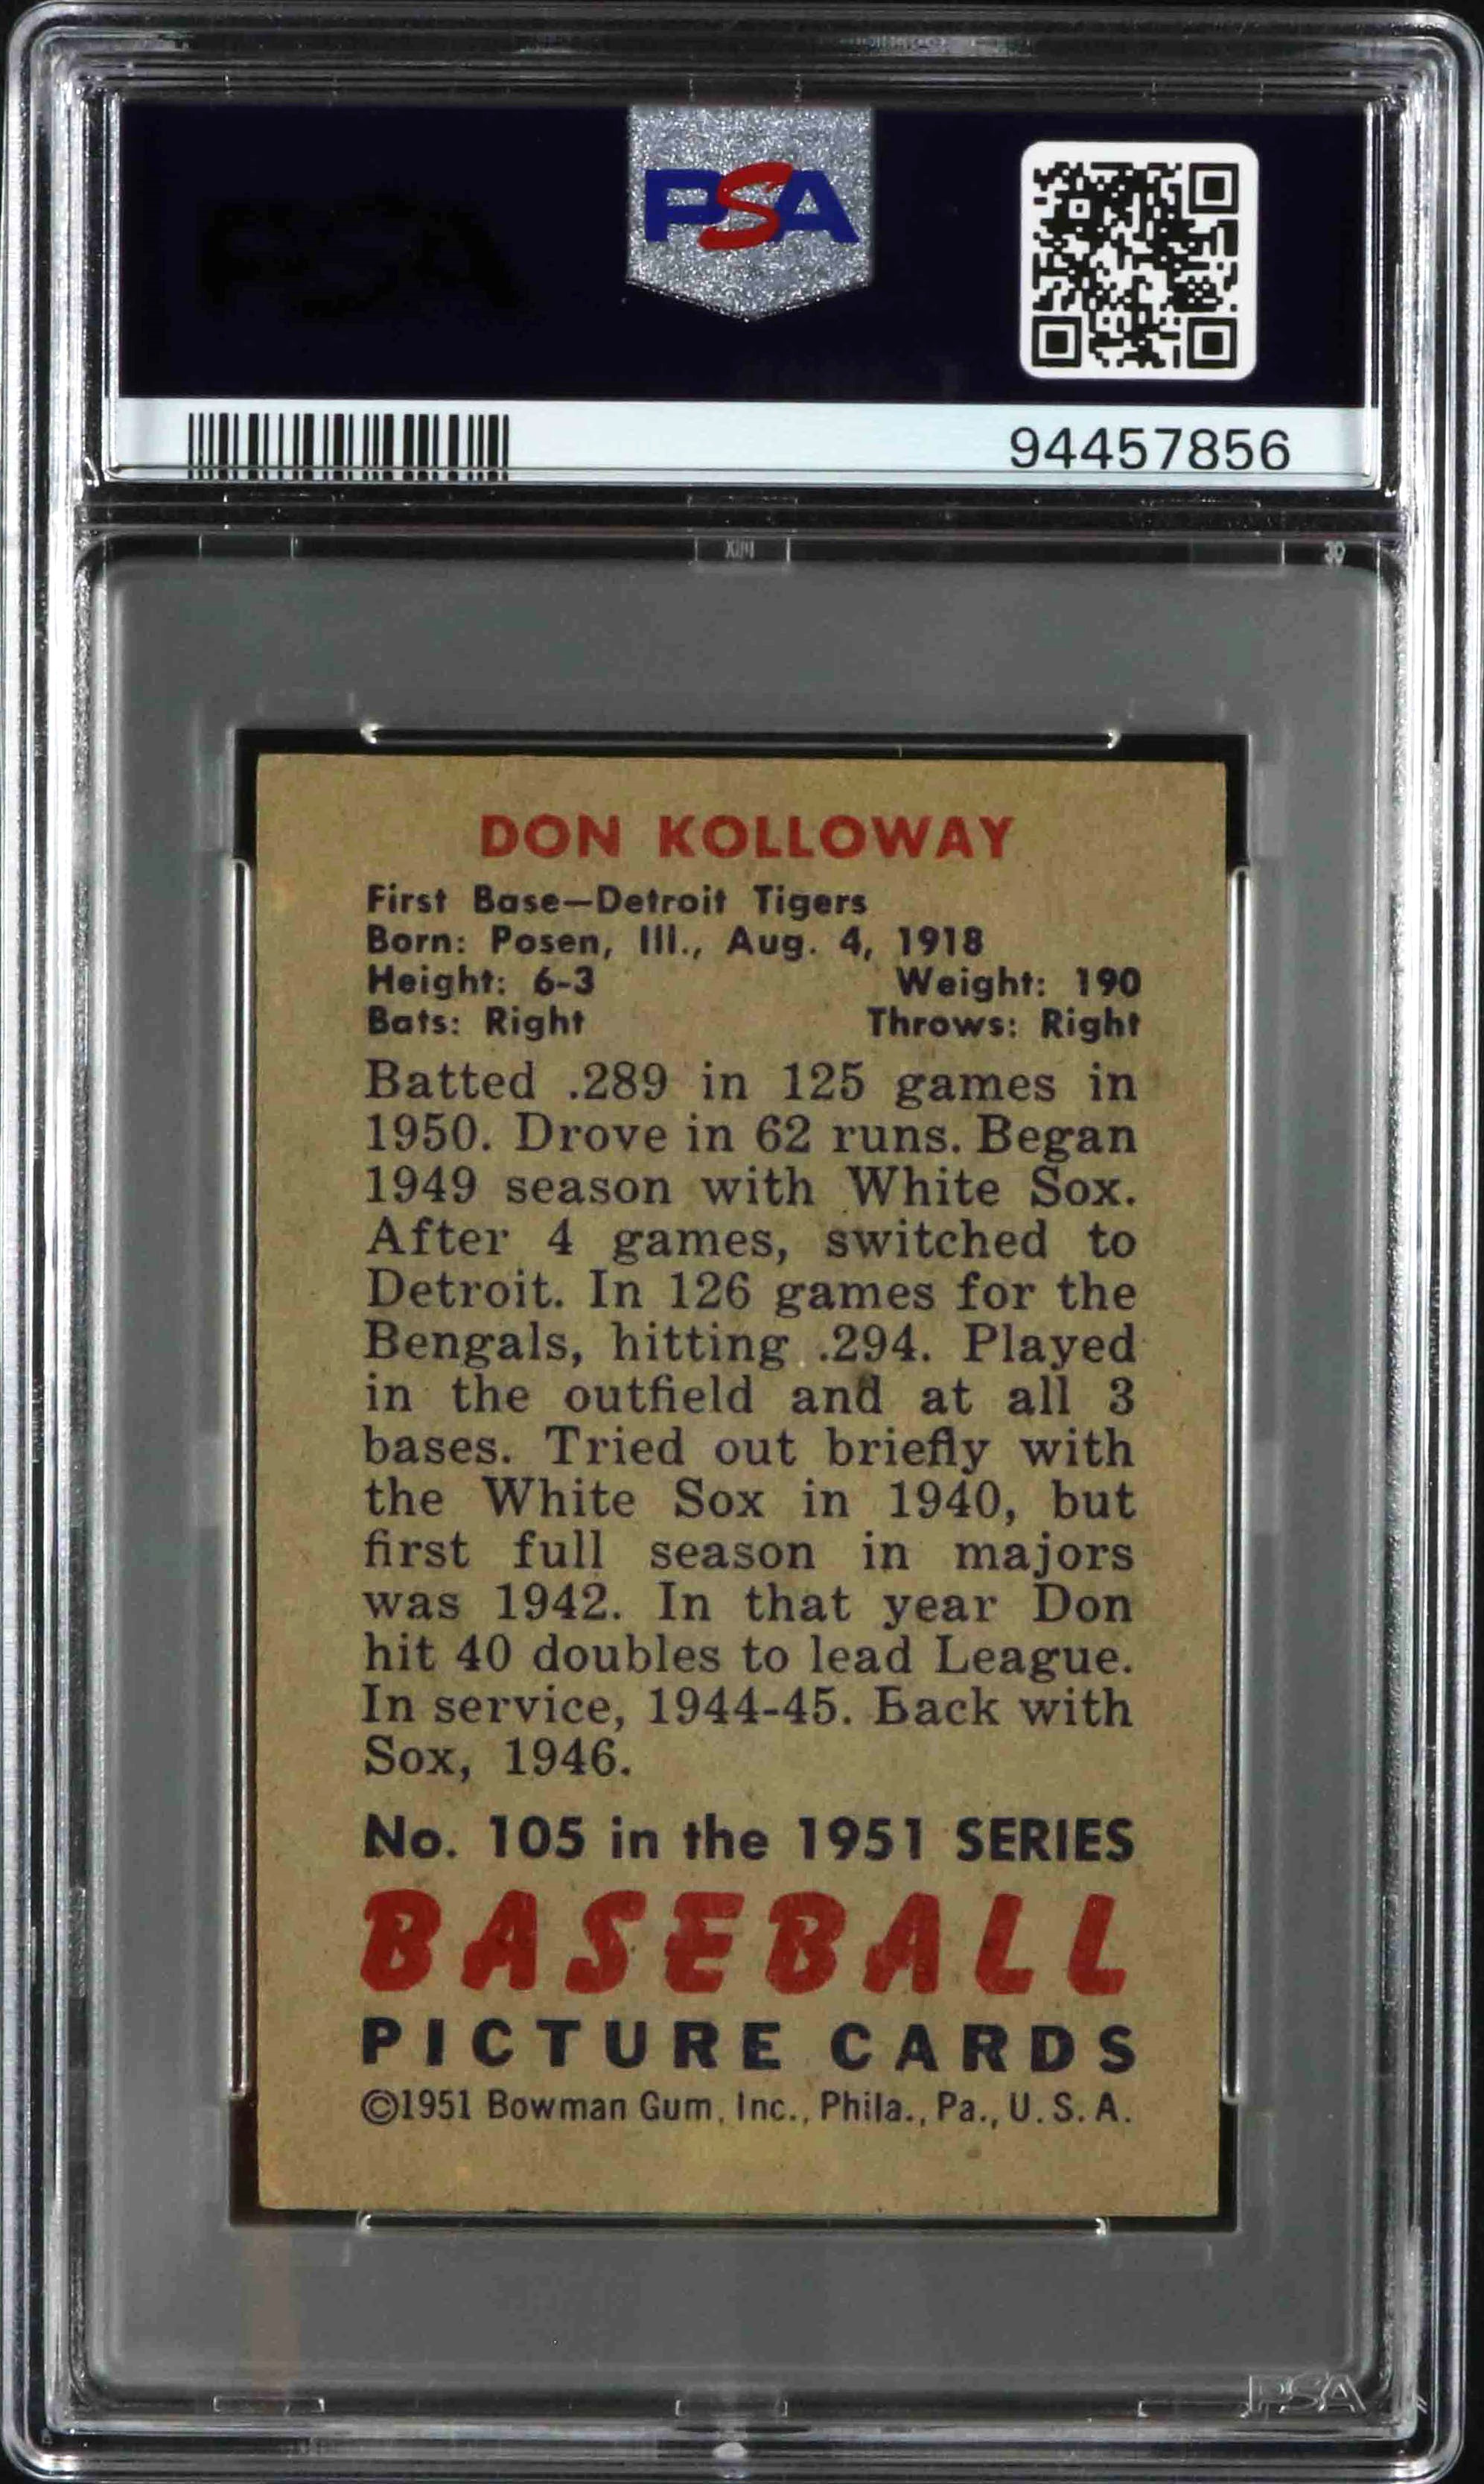 PSA
94457856
DON KOLLOWAY
First Base—Detroit Tigers
Born: Posen, Ill., Aug. 4, 1918
Height: 6-3 Weight: 190
Bats: Right Throws: Right
Batted .289 in 125 games in
1950. Drove in 62 runs. Began
1949 season with White Sox.
After 4 games, switched to
Detroit. In 126 games for the
Bengals, hitting .294. Played
in the outfield and at all 3
bases. Tried out briefly with
the White Sox in 1940, but
first full season in majors
was 1942. In that year Don
hit 40 doubles to lead League.
In service, 1944-45. Back with
Sox, 1946.
No. 105 in the 1951 SERIES
BASEBALL
PICTURE CARDS
©1951 Bowman Gum, Inc., Phila., Pa., U.S.A.
PSA